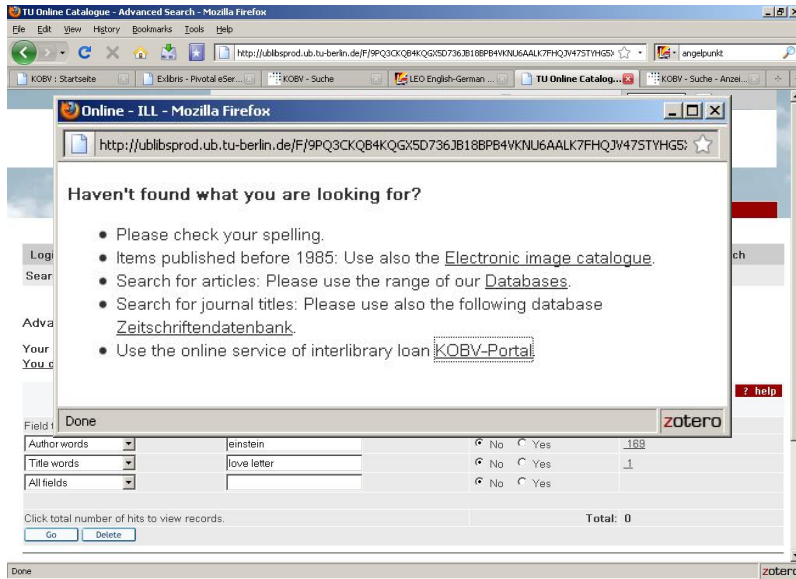 TU Online Catalogue - Advanced Search - Mozilla Firefox
File Edit View History Bookmarks Tools Help
http://ublibsprod.ub.tu-berlin.de/F/9PQ3CKQB4KQGX5D736JB18BPB4VKNU6AALK7FHQJV47STYHG5 angelpunkt
KOBV : Startseite Exlibris - Pivotal eSer... KOBV - Suche LEO English-German ... TU Online Catalog... KOBV - Suche - Anzei...
Online - ILL - Mozilla Firefox
http://ublibsprod.ub.tu-berlin.de/F/9PQ3CKQB4KQGX5D736JB18BPB4VKNU6AALK7FHQJV47STYHG5
Haven't found what you are looking for?
Please check your spelling.
Items published before 1985: Use also the Electronic image catalogue.
Search for articles: Please use the range of our Databases.
Search for journal titles: Please use also the following database
Zeitschriftendatenbank.
Use the online service of interlibrary loan KOBV-Portal
Done zotero
Logi ch
Sear
Adva
Your
You c
? help
Field t
Author words einstein No Yes 169
Title words love letter No Yes 1
All fields No Yes
Click total number of hits to view records. Total: 0
Go Delete
Done zotero